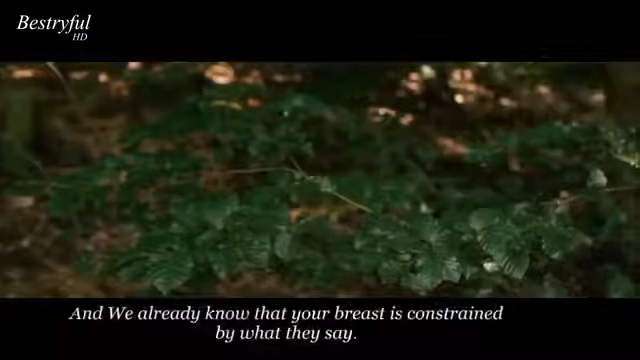 Bestryful
HD
And We already know that your breast is constrained
by what they say.